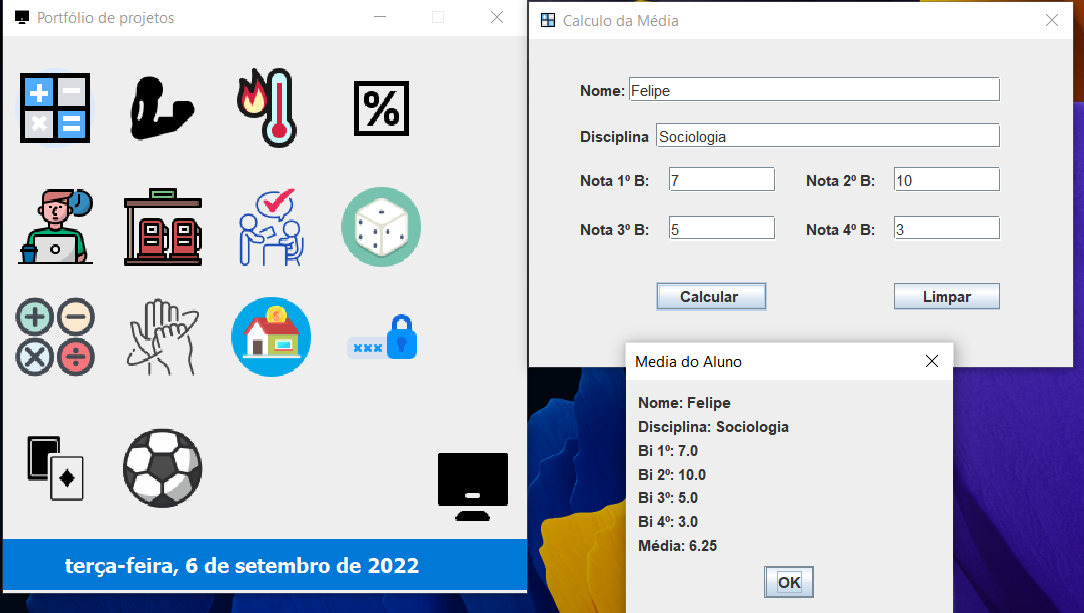 Portfólio de projetos
%
xxx
terça-feira, 6 de setembro de 2022
Calculo da Média
Nome: Felipe
Disciplina Sociologia
Nota 1º B: 7 Nota 2º B: 10
Nota 3º B: 5 Nota 4º B: 3
Calcular Limpar
Media do Aluno
Nome: Felipe
Disciplina: Sociologia
Bi 1º: 7.0
Bi 2º: 10.0
Bi 3º: 5.0
Bi 4º: 3.0
Média: 6.25
OK